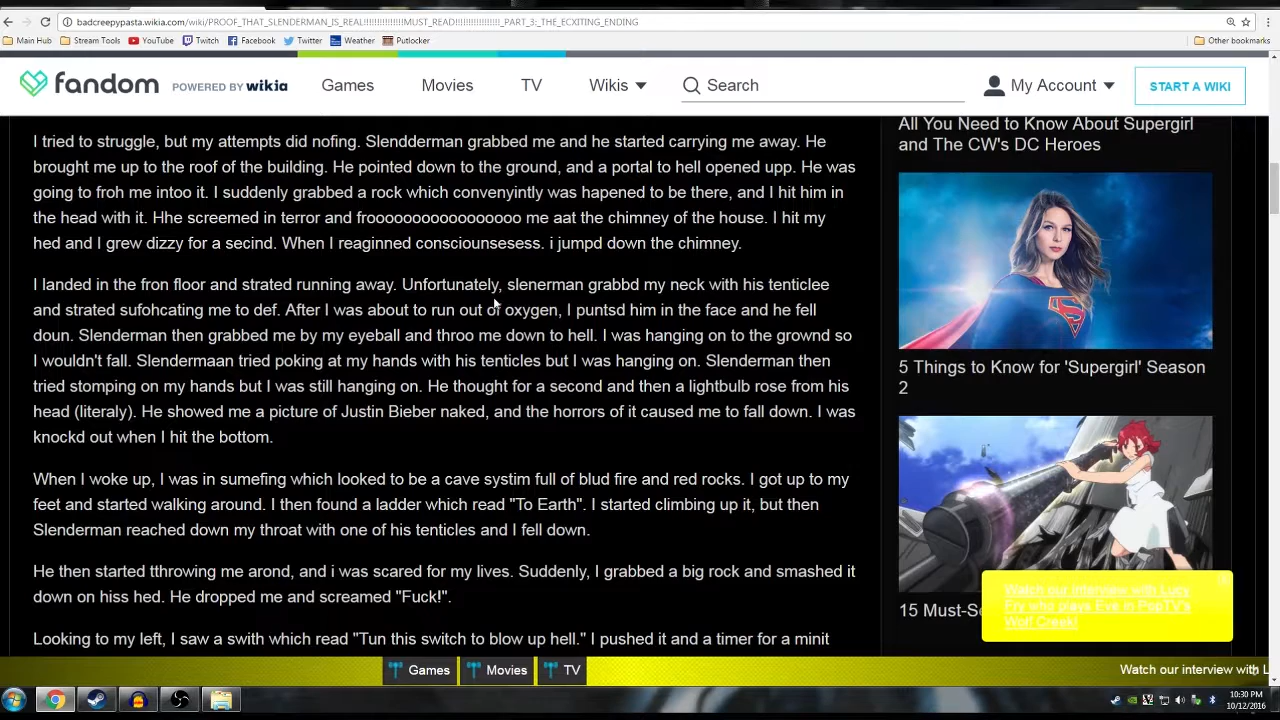 badcreepypasta.wikia.com/wiki/PROOF_THAT_SLENDERMAN_IS_REAL!!!!!!!!!!!!!!!MUST_READ!!!!!!!!!!!!!!!!!_PART_3:_THE_ECXITING_ENDING
Main Hub Stream Tools YouTube Twitch Facebook Twitter Weather Putlocker Other bookmarks
fandom POWERED BY wikia Games Movies TV Wikis Search My Account START A WIKI
I tried to struggle, but my attempts did nofing. Slendderman grabbed me and he started carrying me away. He
brought me up to the roof of the building. He pointed down to the ground, and a portal to hell opened upp. He was
going to froh me intoo it. I suddenly grabbed a rock which convenyintly was hapened to be there, and I hit him in
the head with it. Hhe screemed in terror and frooooooooooooooooo me aat the chimney of the house. I hit my
hed and I grew dizzy for a secind. When I reaginned consciounsesess. i jumpd down the chimney.
I landed in the fron floor and strated running away. Unfortunately, slenerman grabbd my neck with his tenticlee
and strated sufohcating me to def. After I was about to run out of oxygen, I puntsd him in the face and he fell
doun. Slenderman then grabbed me by my eyeball and throo me down to hell. I was hanging on to the grownd so
I wouldn't fall. Slendermaan tried poking at my hands with his tenticles but I was hanging on. Slenderman then
tried stomping on my hands but I was still hanging on. He thought for a second and then a lightbulb rose from his
head (literaly). He showed me a picture of Justin Bieber naked, and the horrors of it caused me to fall down. I was
knockd out when I hit the bottom.
When I woke up, I was in sumefing which looked to be a cave systim full of blud fire and red rocks. I got up to my
feet and started walking around. I then found a ladder which read "To Earth". I started climbing up it, but then
Slenderman reached down my throat with one of his tenticles and I fell down.
He then started tthrowing me arond, and i was scared for my lives. Suddenly, I grabbed a big rock and smashed it
down on hiss hed. He dropped me and screamed "Fuck!".
Looking to my left, I saw a swith which read "Tun this switch to blow up hell." I pushed it and a timer for a minit
All You Need to Know About Supergirl
and The CW's DC Heroes
5 Things to Know for 'Supergirl' Season
2
15 Must-Se
Watch our interview with Lucy
Fry who plays Eve in PopTV's
Wolf Creek!
Games Movies TV Watch our interview with L
10:30 PM
10/12/2016